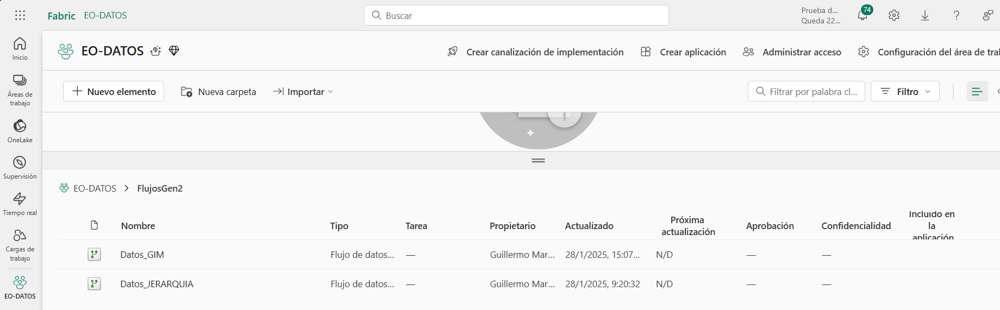 Fabric EO-DATOS
Buscar
Prueba d...
Queda 22...
74
Inicio
Áreas de
trabajo
OneLake
Supervisión
Tiempo real
Cargas de
trabajo
EO-DATOS
EO-DATOS
Crear canalización de implementación
Crear aplicación
Administrar acceso
Configuración del área de tra
Nuevo elemento
Nueva carpeta
Importar
Filtrar por palabra cl...
Filtro
EO-DATOS > FlujosGen2
Nombre Tipo Tarea Propietario Actualizado Próxima actualización Aprobación Confidencialidad Incluido en la aplicación
Datos_GIM Flujo de datos... — Guillermo Mar... 28/1/2025, 15:07... N/D — —
Datos_JERARQUIA Flujo de datos... — Guillermo Mar... 28/1/2025, 9:20:32 N/D — —